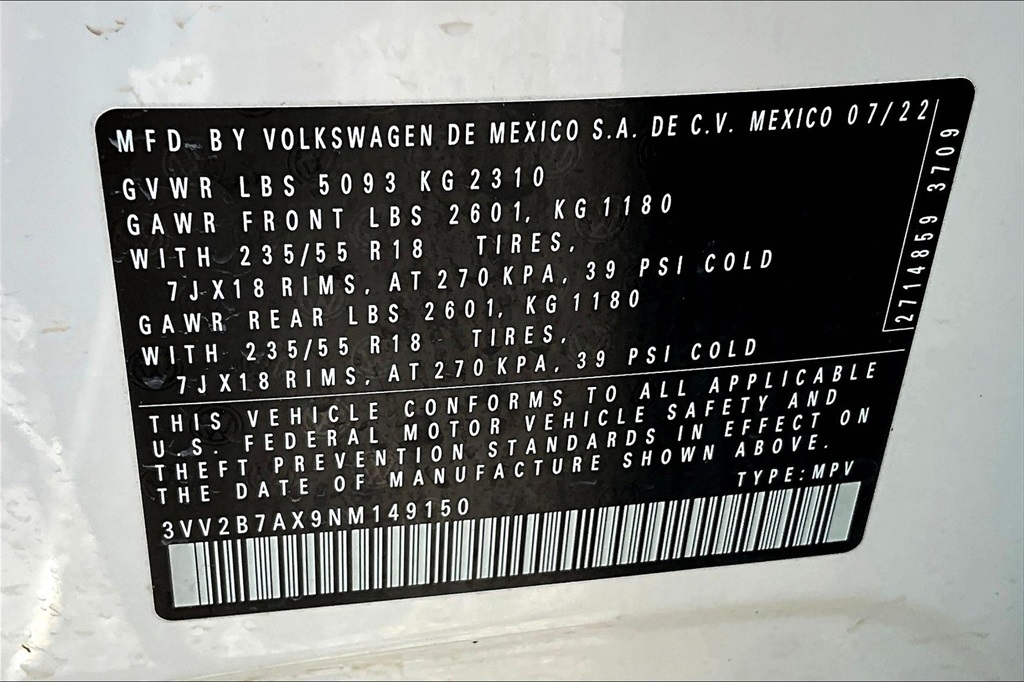 MFD. BY VOLKSWAGEN DE MEXICO S.A. DE C.V. MEXICO 07/22
GVWR LBS 5093 KG 2310
GAWR FRONT LBS 2601, KG 1180
WITH 235/55 R18 TIRES,
7JX18 RIMS, AT 270 KPA, 39 PSI COLD
GAWR REAR LBS 2601, KG 1180
WITH 235/55 R18 TIRES,
7JX18 RIMS, AT 270 KPA, 39 PSI COLD
2714859 3709
THIS VEHICLE CONFORMS TO ALL APPLICABLE
U.S. FEDERAL MOTOR VEHICLE SAFETY AND
THEFT PREVENTION STANDARDS IN EFFECT ON
THE DATE OF MANUFACTURE SHOWN ABOVE.
TYPE: MPV
3VV2B7AX9NM149150